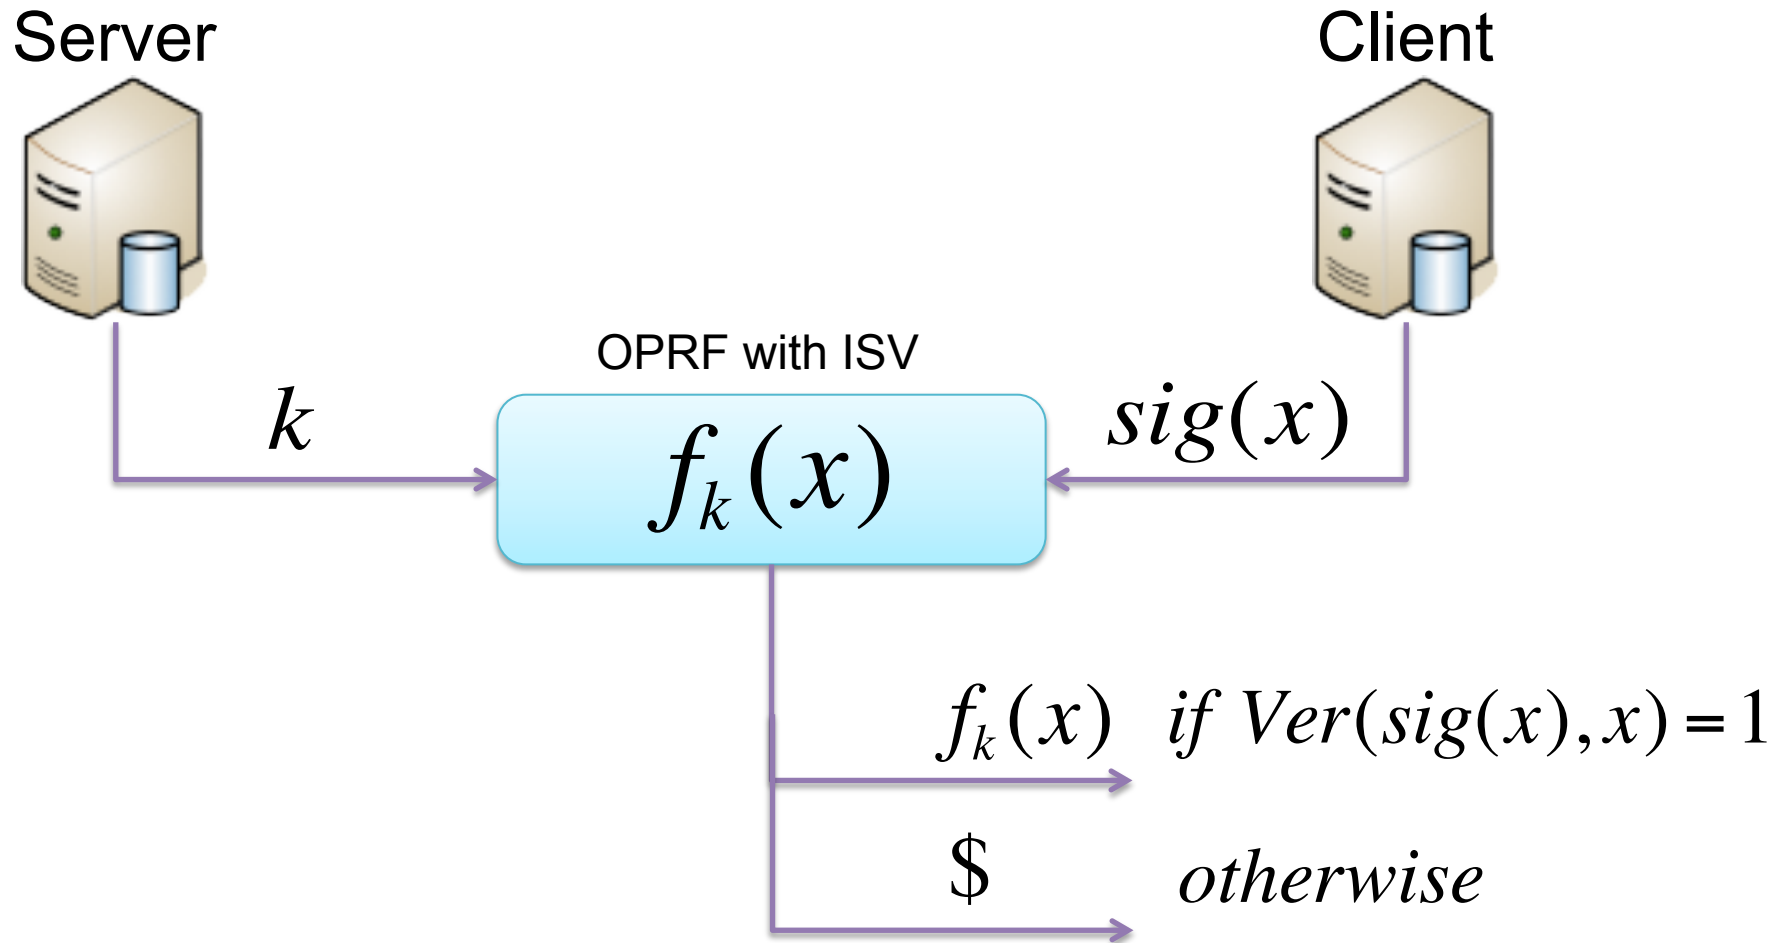 Server
Client
OPRF with ISV
k
sig(x)
f_k(x)
f_k(x) if Ver(sig(x),x)=1
$ otherwise